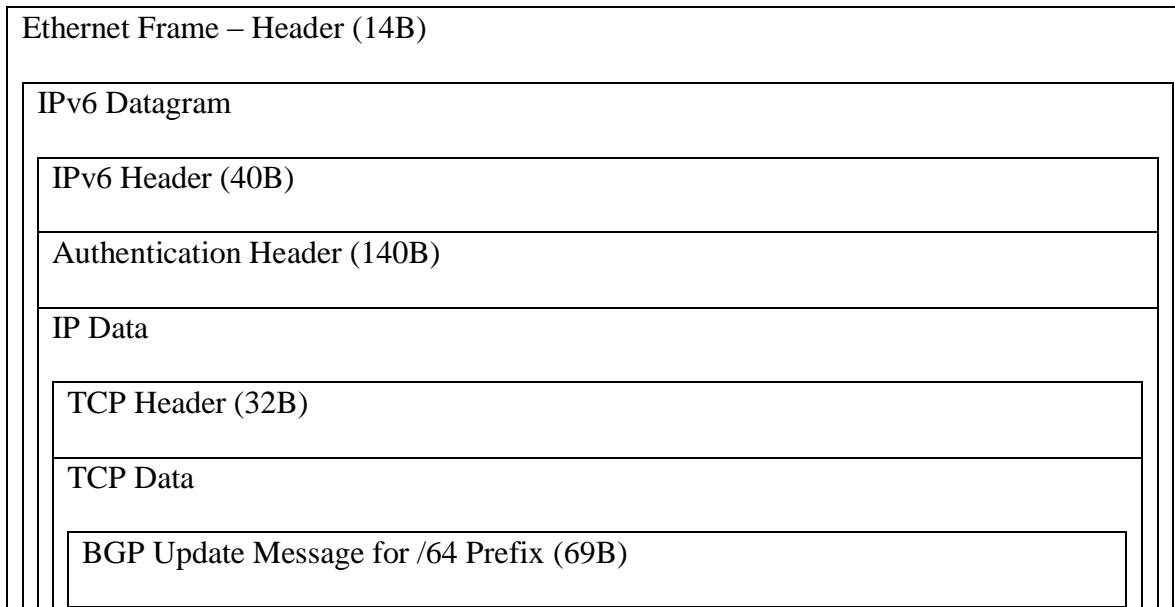 Ethernet Frame – Header (14B)
IPv6 Datagram
IPv6 Header (40B)
Authentication Header (140B)
IP Data
TCP Header (32B)
TCP Data
BGP Update Message for /64 Prefix (69B)